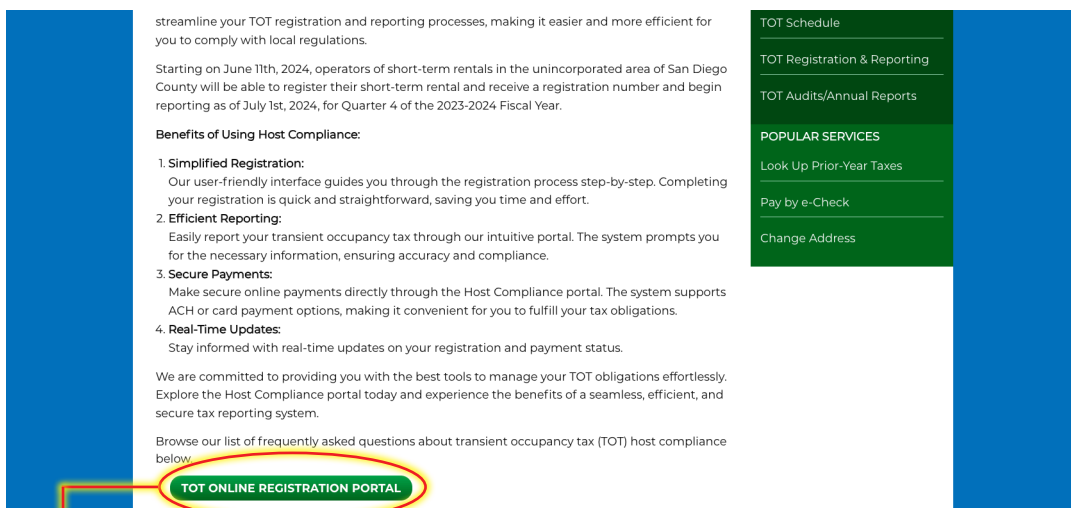 streamline your TOT registration and reporting processes, making it easier and more efficient for
you to comply with local regulations.
Starting on June 11th, 2024, operators of short-term rentals in the unincorporated area of San Diego
County will be able to register their short-term rental and receive a registration number and begin
reporting as of July 1st, 2024, for Quarter 4 of the 2023-2024 Fiscal Year.
Benefits of Using Host Compliance:
1. Simplified Registration:
Our user-friendly interface guides you through the registration process step-by-step. Completing
your registration is quick and straightforward, saving you time and effort.
2. Efficient Reporting:
Easily report your transient occupancy tax through our intuitive portal. The system prompts you
for the necessary information, ensuring accuracy and compliance.
3. Secure Payments:
Make secure online payments directly through the Host Compliance portal. The system supports
ACH or card payment options, making it convenient for you to fulfill your tax obligations.
4. Real-Time Updates:
Stay informed with real-time updates on your registration and payment status.
We are committed to providing you with the best tools to manage your TOT obligations effortlessly.
Explore the Host Compliance portal today and experience the benefits of a seamless, efficient, and
secure tax reporting system.
Browse our list of frequently asked questions about transient occupancy tax (TOT) host compliance
below.
TOT ONLINE REGISTRATION PORTAL
TOT Schedule
TOT Registration & Reporting
TOT Audits/Annual Reports
POPULAR SERVICES
Look Up Prior-Year Taxes
Pay by e-Check
Change Address